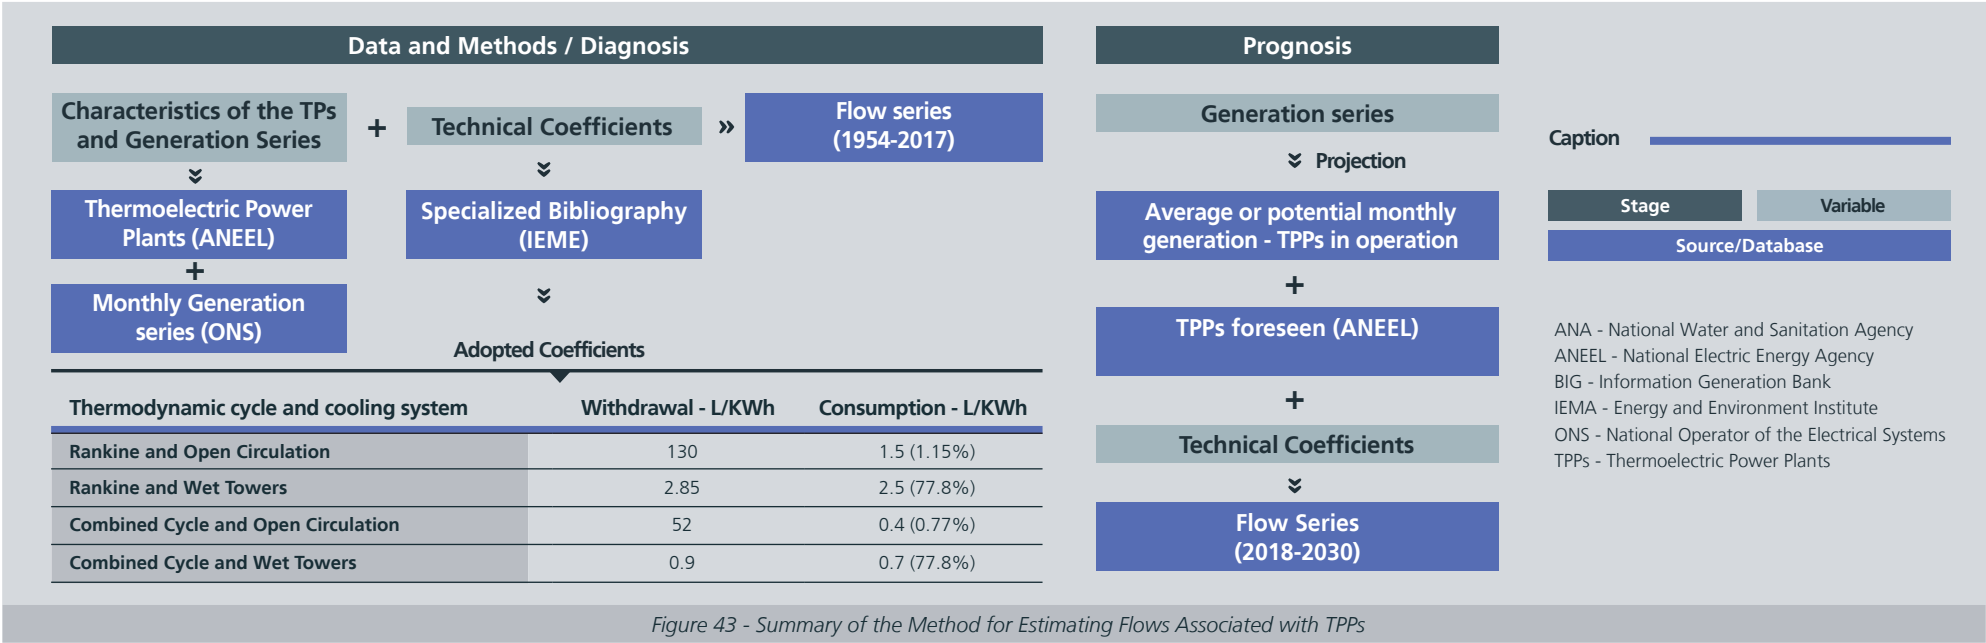 Data and Methods / Diagnosis
Characteristics of the TPs
and Generation Series
+
Technical Coefficients
»
Flow series
(1954-2017)
Thermoelectric Power
Plants (ANEEL)
+
Monthly Generation
series (ONS)
Specialized Bibliography
(IEME)
Adopted Coefficients
Thermodynamic cycle and cooling system Withdrawal - L/KWh Consumption - L/KWh
Rankine and Open Circulation 130 1.5 (1.15%)
Rankine and Wet Towers 2.85 2.5 (77.8%)
Combined Cycle and Open Circulation 52 0.4 (0.77%)
Combined Cycle and Wet Towers 0.9 0.7 (77.8%)
Prognosis
Generation series
Projection
Average or potential monthly
generation - TPPs in operation
+
TPPs foreseen (ANEEL)
+
Technical Coefficients
Flow Series
(2018-2030)
Caption
Stage Variable
Source/Database
ANA - National Water and Sanitation Agency
ANEEL - National Electric Energy Agency
BIG - Information Generation Bank
IEMA - Energy and Environment Institute
ONS - National Operator of the Electrical Systems
TPPs - Thermoelectric Power Plants
Figure 43 - Summary of the Method for Estimating Flows Associated with TPPs